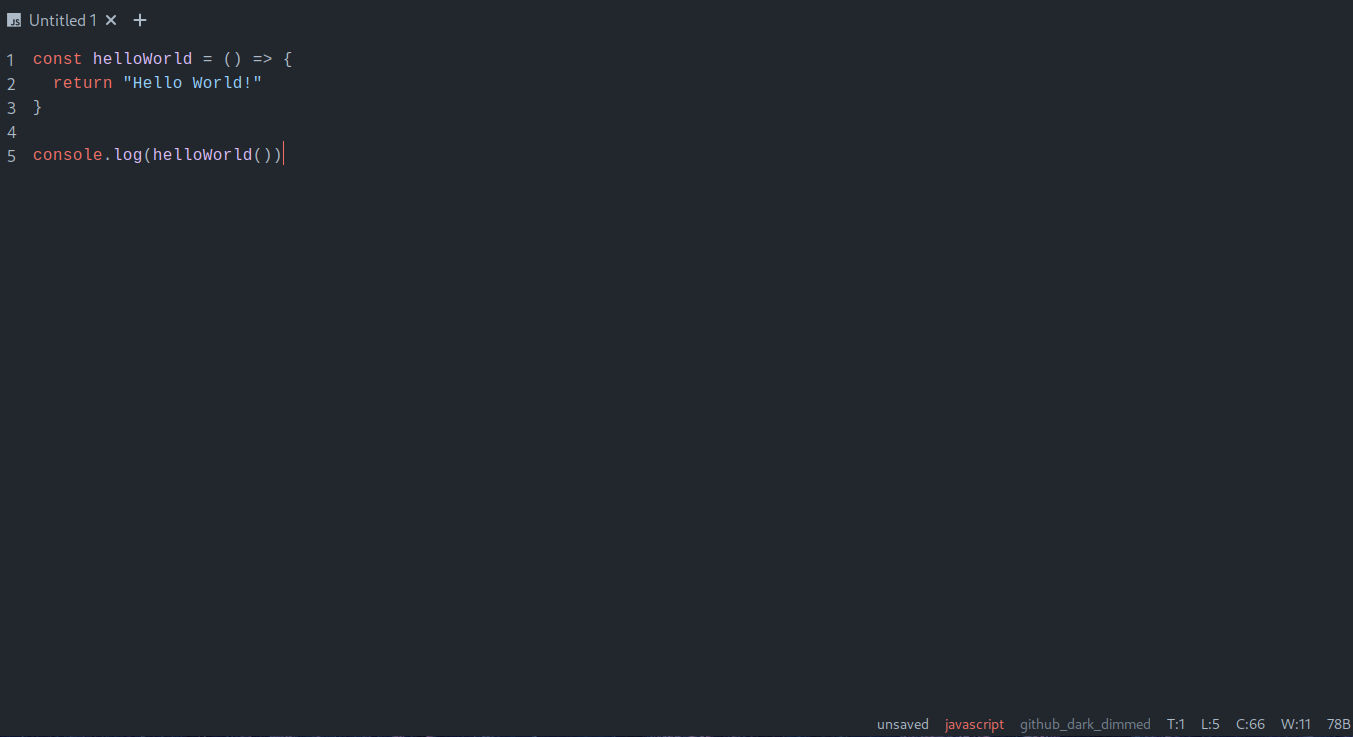 JS Untitled 1 × +
1 const helloWorld = () => {
2   return "Hello World!"
3 }
4
5 console.log(helloWorld())
unsaved javascript github_dark_dimmed T:1 L:5 C:66 W:11 78B